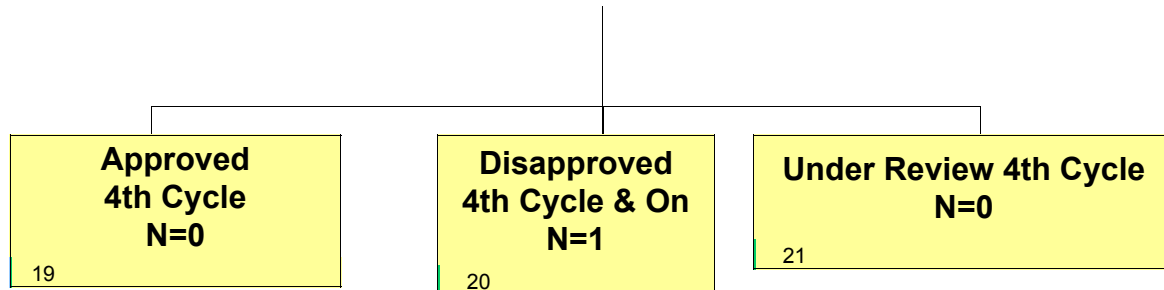 Approved
4th Cycle
N=0
19
Disapproved
4th Cycle & On
N=1
20
Under Review 4th Cycle
N=0
21